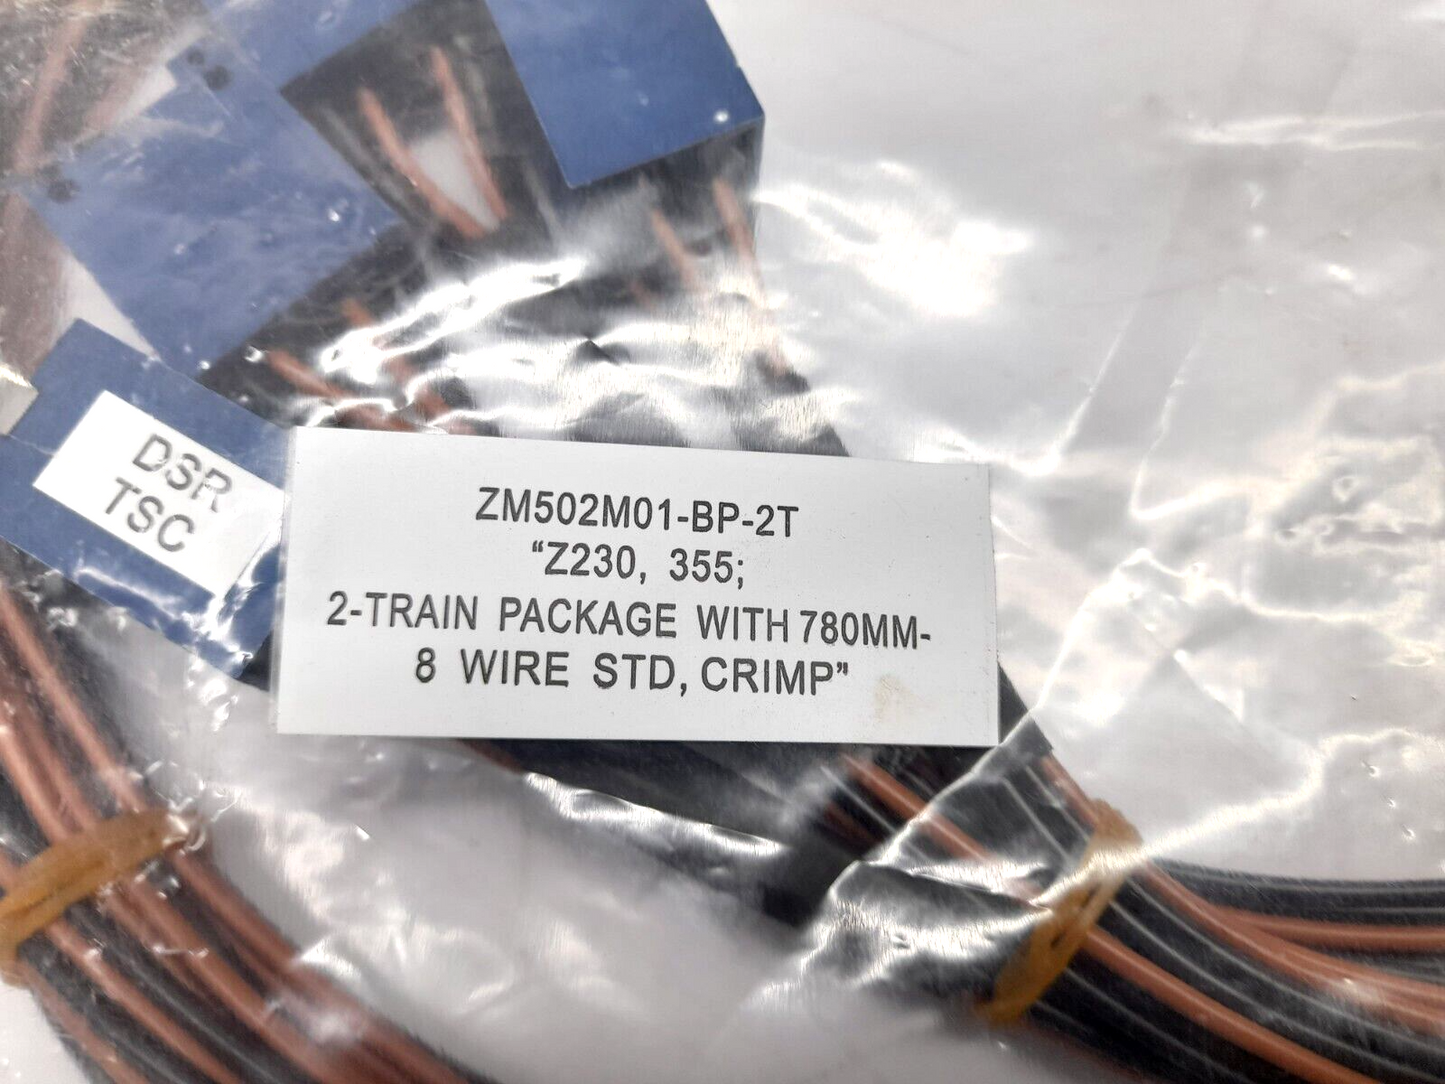 DSR
TSC
ZM502M01-BP-2T
“Z230, 355;
2-TRAIN PACKAGE WITH 780MM-
8 WIRE STD, CRIMP”